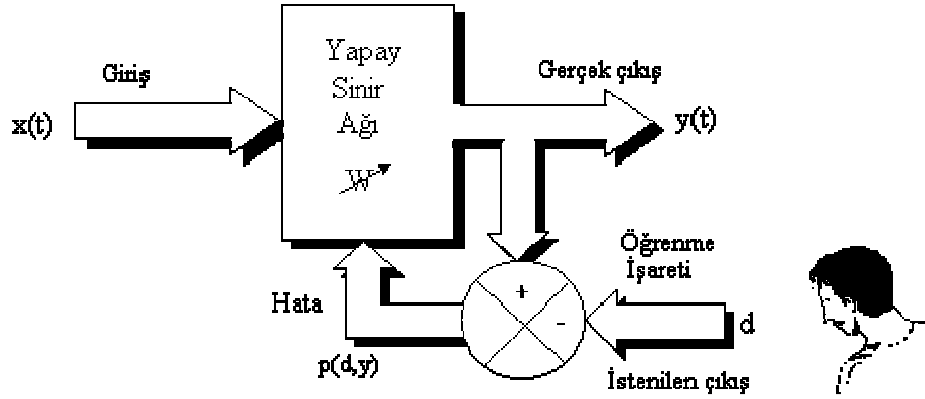 Yapay
Sinir
Ağı
W
Giriş
x(t)
Gerçek çıkış
y(t)
Öğrenme
İşareti
+
-
d
Hata
p(d,y)
İstenilen çıkış